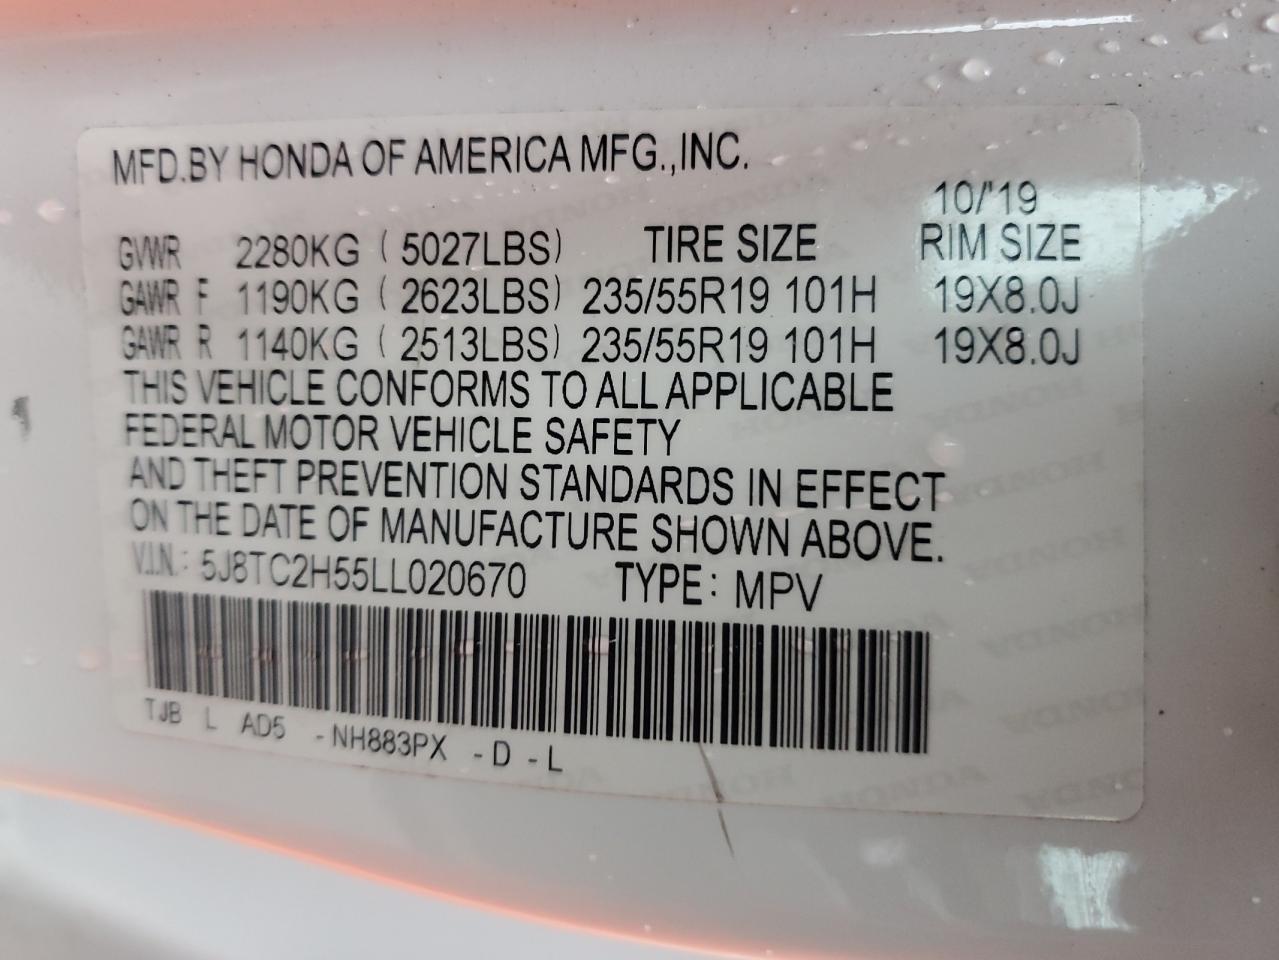 MFD.BY HONDA OF AMERICA MFG.,INC.
10/'19
GVWR 2280KG ( 5027LBS) TIRE SIZE RIM SIZE
GAWR F 1190KG ( 2623LBS) 235/55R19 101H 19X8.0J
GAWR R 1140KG ( 2513LBS) 235/55R19 101H 19X8.0J
THIS VEHICLE CONFORMS TO ALL APPLICABLE
FEDERAL MOTOR VEHICLE SAFETY
AND THEFT PREVENTION STANDARDS IN EFFECT
ON THE DATE OF MANUFACTURE SHOWN ABOVE.
V.I.N.: 5J8TC2H55LL020670 TYPE: MPV
TJB L AD5 -NH883PX -D -L